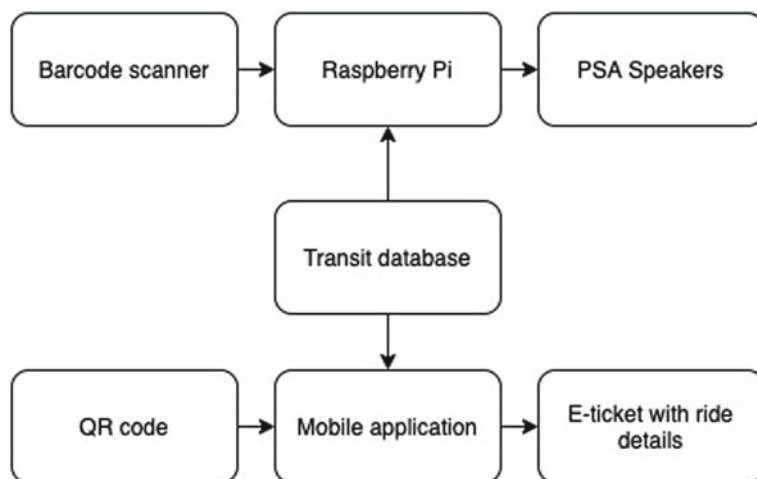 Barcode scanner
Raspberry Pi
PSA Speakers
Transit database
QR code
Mobile application
E-ticket with ride
details